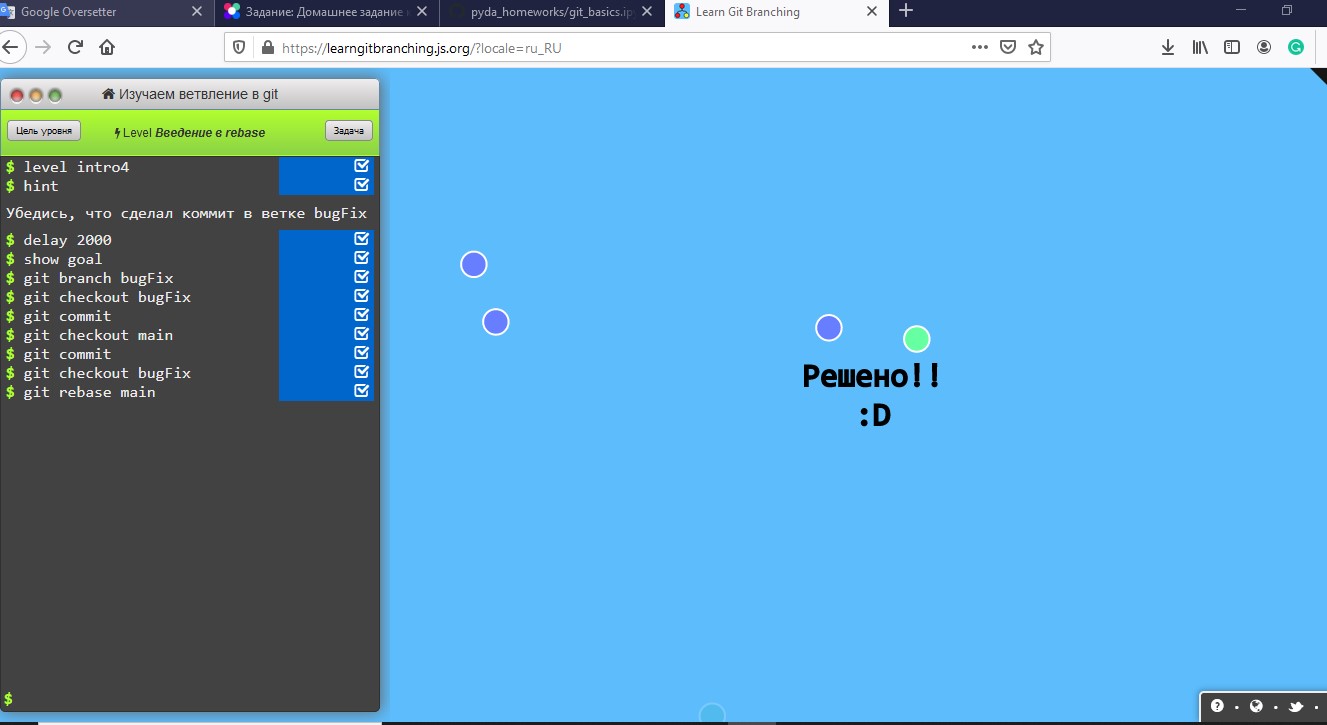 Google Oversetter
Задание: Домашнее задание
pyda_homeworks/git_basics.ip
Learn Git Branching
https://learngitbranching.js.org/?locale=ru_RU
Изучаем ветвление в git
Цель уровня
Level Введение в rebase
Задача
$ level intro4
$ hint
Убедись, что сделал коммит в ветке bugFix
$ delay 2000
$ show goal
$ git branch bugFix
$ git checkout bugFix
$ git commit
$ git checkout main
$ git commit
$ git checkout bugFix
$ git rebase main
Решено!!
:D
$